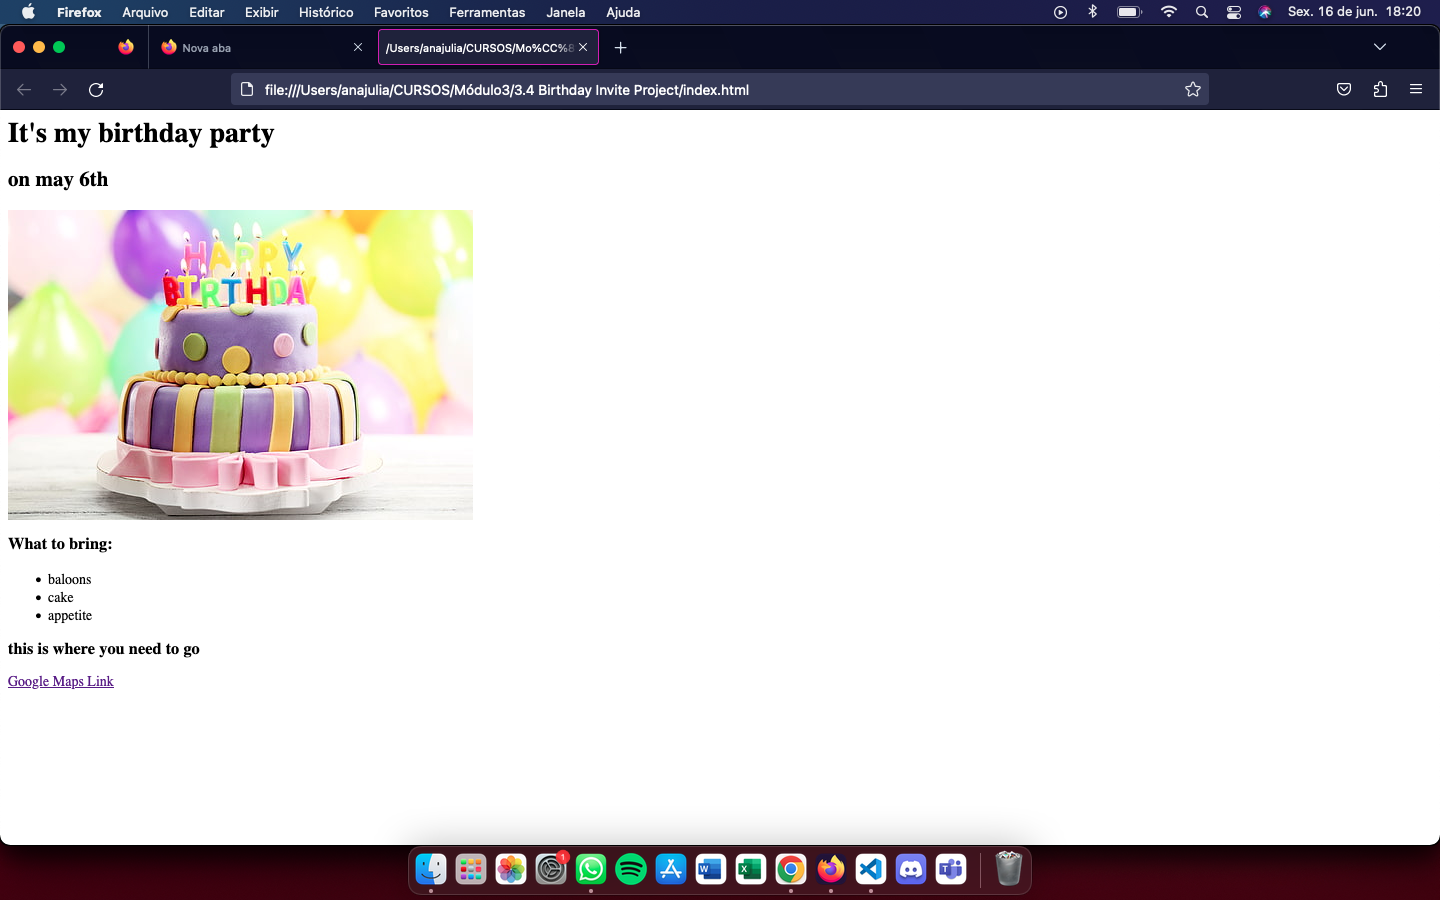 Firefox Arquivo Editar Exibir Histórico Favoritos Ferramentas Janela Ajuda Sex. 16 de jun. 18:20
Nova aba /Users/anajulia/CURSOS/Mo%CC%8
file:///Users/anajulia/CURSOS/Módulo3/3.4 Birthday Invite Project/index.html
It's my birthday party
on may 6th
HAPPY
BIRTHDAY
What to bring:
• baloons
• cake
• appetite
this is where you need to go
Google Maps Link
1